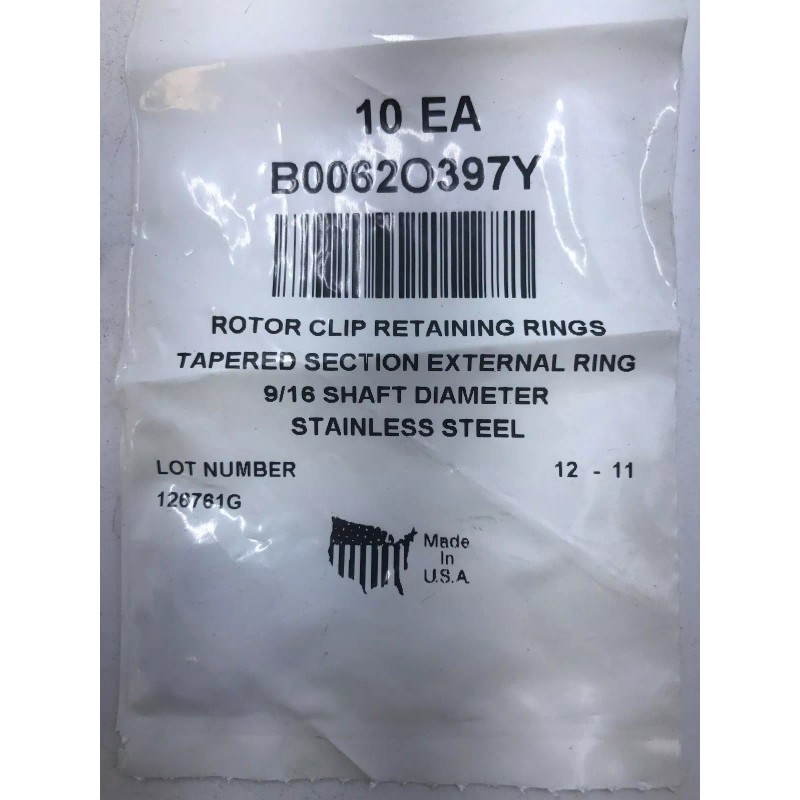 10 EA
B0062O397Y
ROTOR CLIP RETAINING RINGS
TAPERED SECTION EXTERNAL RING
9/16 SHAFT DIAMETER
STAINLESS STEEL
LOT NUMBER 12 - 11
126761G
Made
In
U.S.A